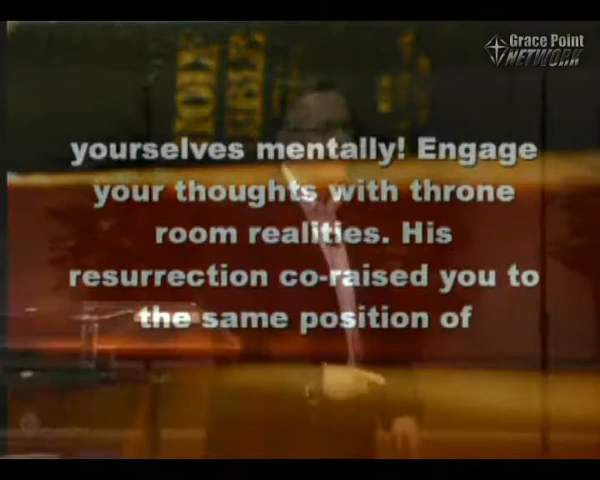 Grace Point
NETWORK
yourselves mentally! Engage
your thoughts with throne
room realities. His
resurrection co-raised you to
the same position of